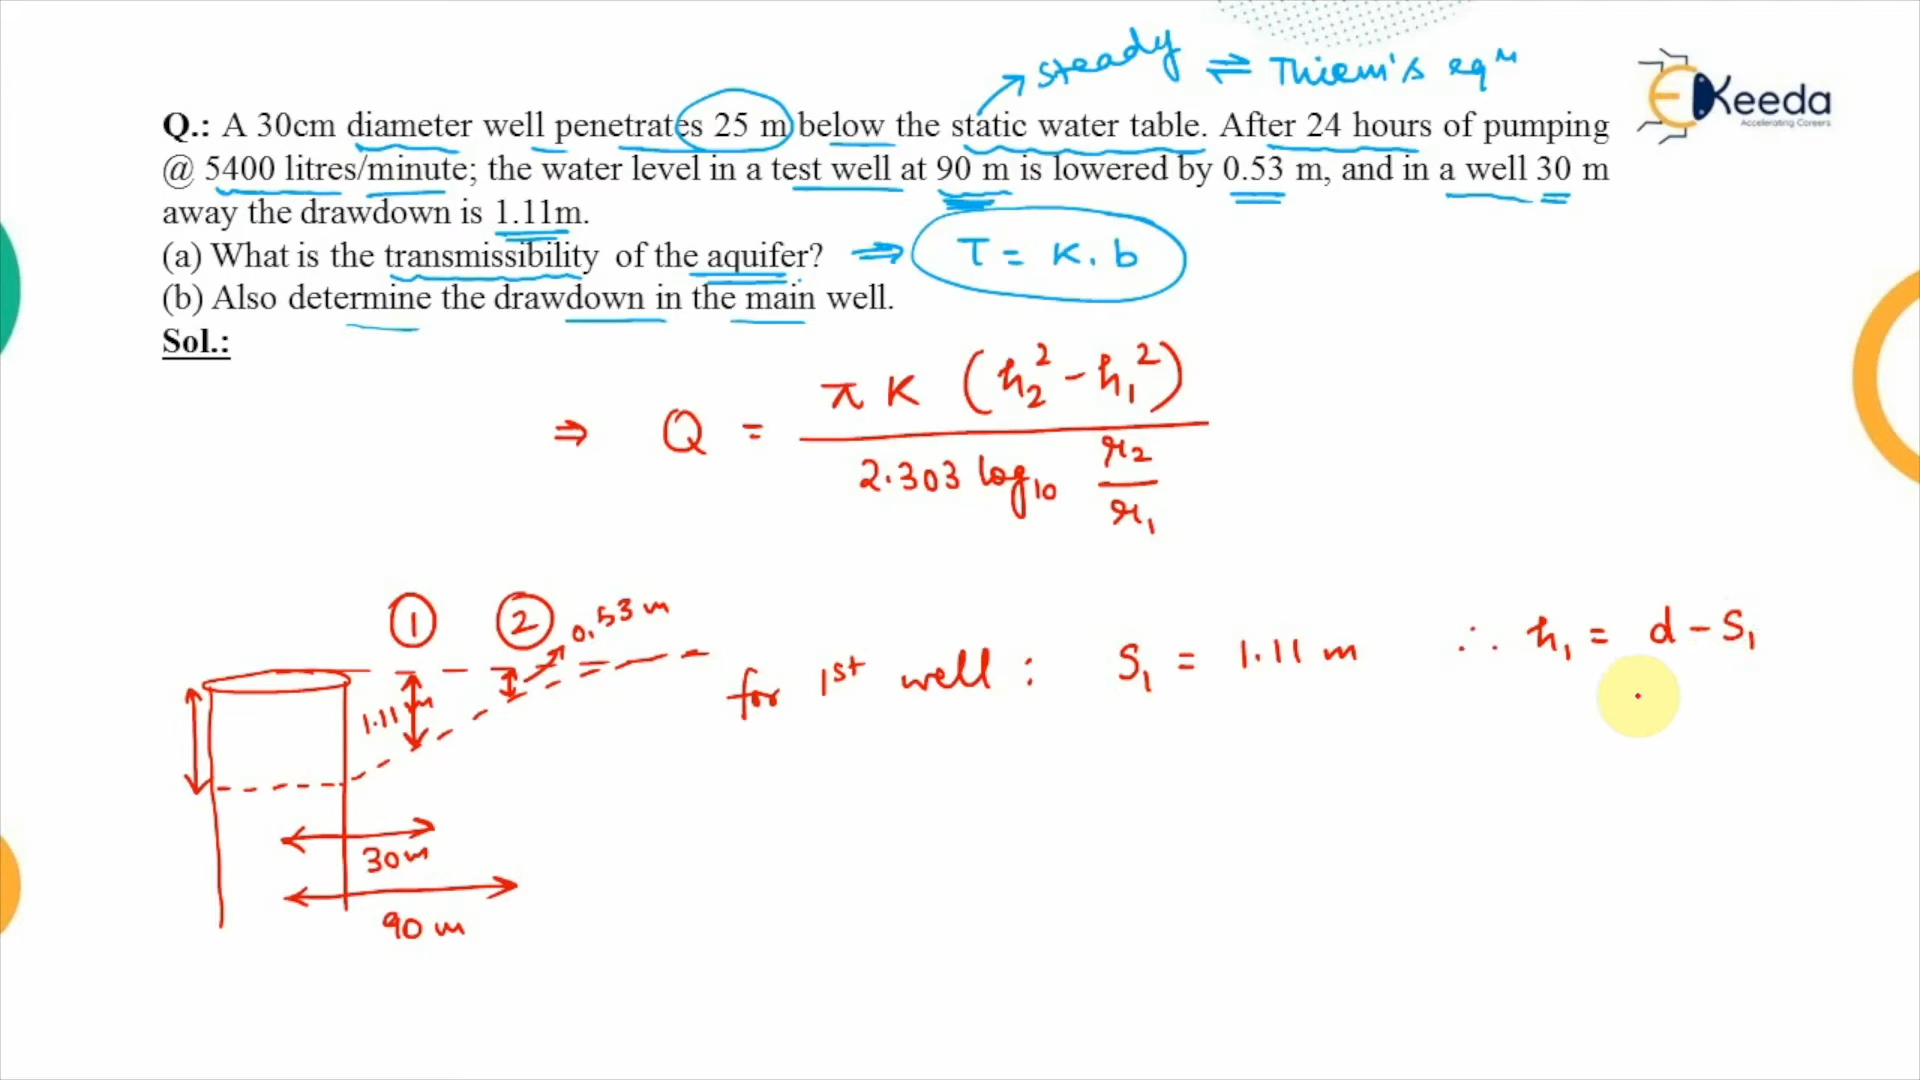 steady ⇌ Thiem's eqⁿ
Keeda
Accelerating Careers
Q.: A 30cm diameter well penetrates 25 m below the static water table. After 24 hours of pumping
@ 5400 litres/minute; the water level in a test well at 90 m is lowered by 0.53 m, and in a well 30 m
away the drawdown is 1.11m.
(a) What is the transmissibility of the aquifer? ⇒ T = K. b
(b) Also determine the drawdown in the main well.
Sol.:
⇒ Q = π K (h₂² - h₁²)
2.303 log₁₀ r₂
r₁
1 2 0.53 m
for 1st well : S₁ = 1.11 m ∴ h₁ = d - S₁
1.11 m
30m
90 m